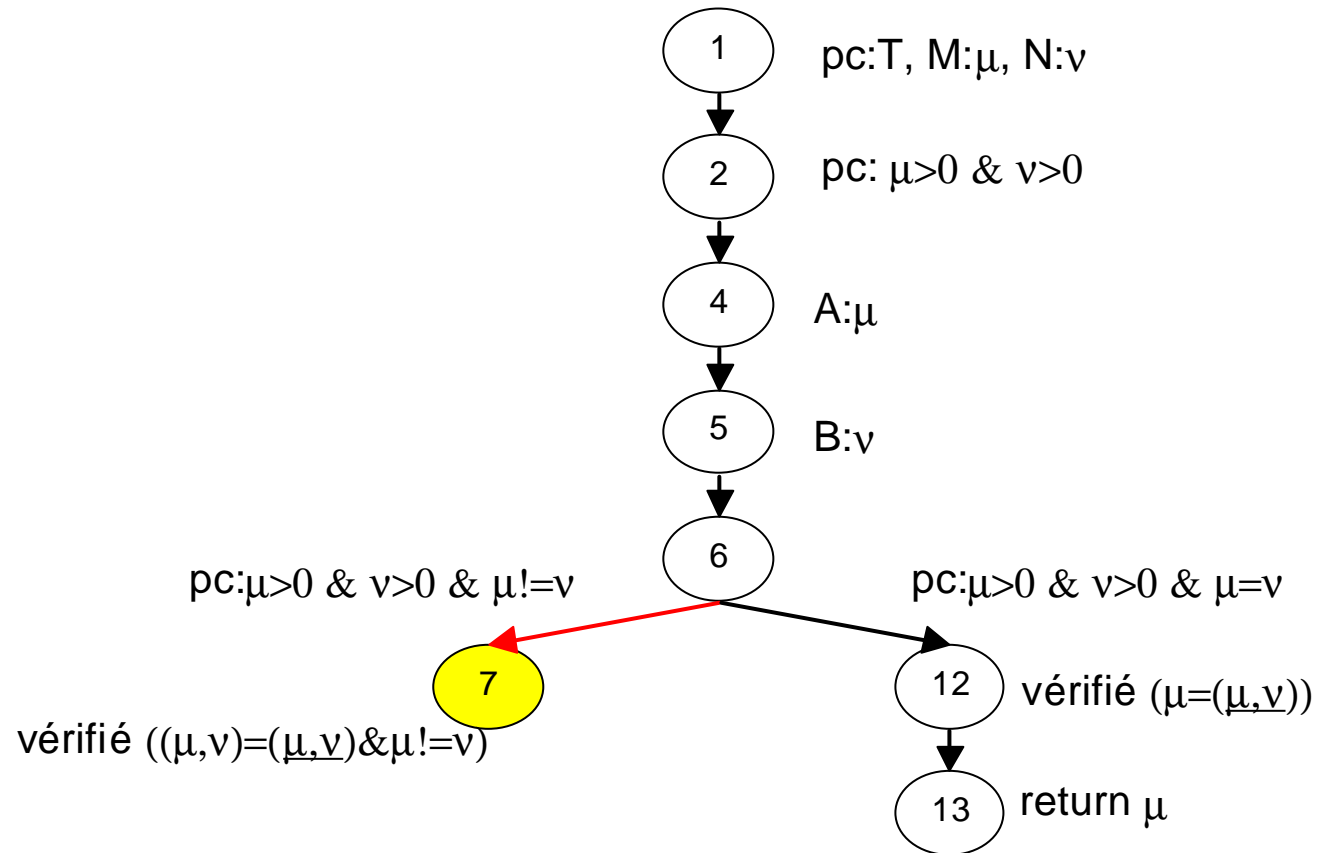 1 pc:T, M:μ, N:ν
2 pc: μ>0 & ν>0
4 A:μ
5 B:ν
6
pc:μ>0 & ν>0 & μ!=ν pc:μ>0 & ν>0 & μ=ν
7 12 vérifié (μ=(μ,ν))
vérifié ((μ,ν)=(μ,ν)&μ!=ν)
13 return μ